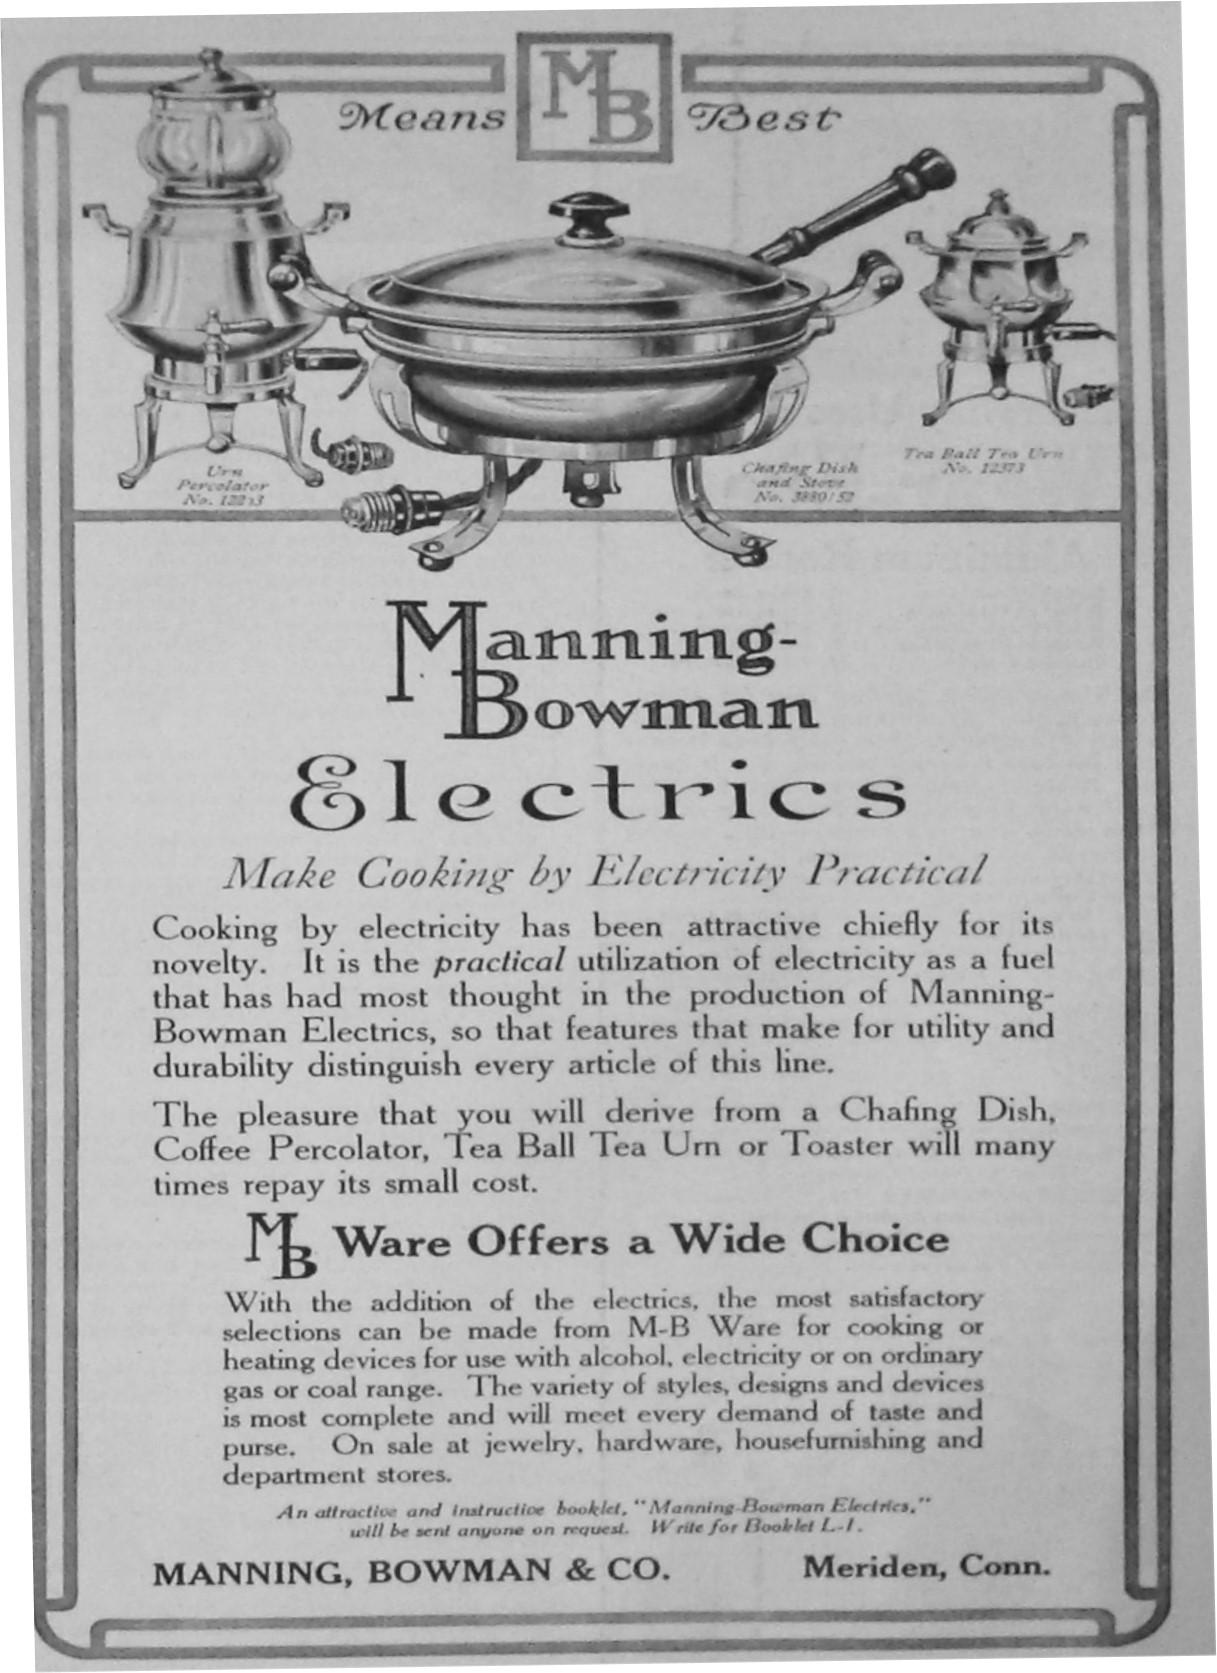 Means MB Best
Urn
Percolator
No.
Chafing Dish
and Stove
No. 3880/52
Tea Ball Tea Urn
No. 12373
Manning-
Bowman
Electrics
Make Cooking by Electricity Practical
Cooking by electricity has been attractive chiefly for its
novelty. It is the practical utilization of electricity as a fuel
that has had most thought in the production of Manning-
Bowman Electrics, so that features that make for utility and
durability distinguish every article of this line.
The pleasure that you will derive from a Chafing Dish,
Coffee Percolator, Tea Ball Tea Urn or Toaster will many
times repay its small cost.
MB Ware Offers a Wide Choice
With the addition of the electrics, the most satisfactory
selections can be made from M-B Ware for cooking or
heating devices for use with alcohol, electricity or on ordinary
gas or coal range. The variety of styles, designs and devices
is most complete and will meet every demand of taste and
purse. On sale at jewelry, hardware, housefurnishing and
department stores.
An attractive and instructive booklet, "Manning-Bowman Electrics,"
will be sent anyone on request. Write for Booklet L-1.
MANNING, BOWMAN & CO. Meriden, Conn.